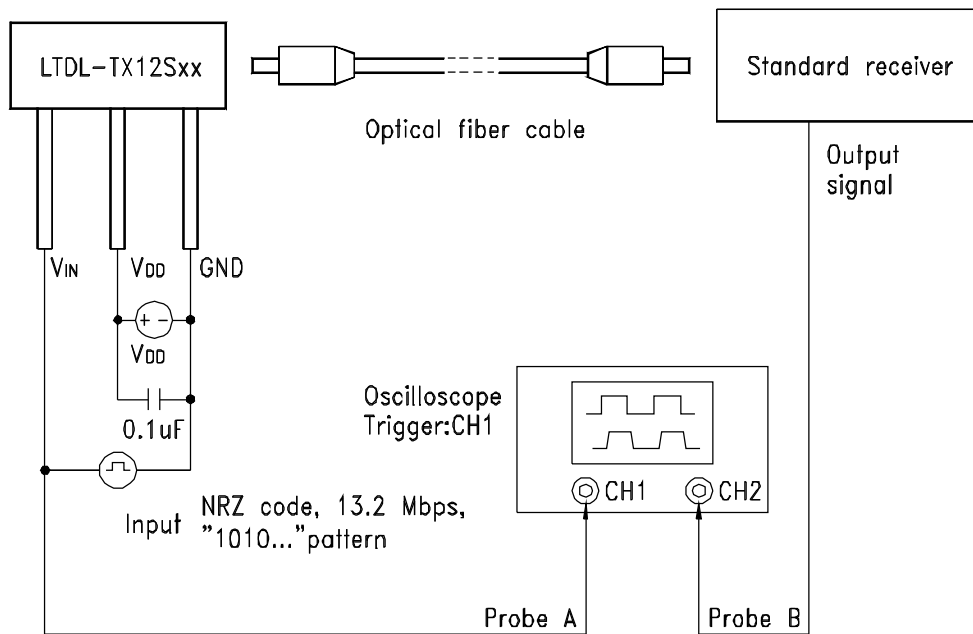 LTDL-TX12Sxx
Standard receiver
Optical fiber cable
Output
signal
VIN
VDD
GND
+ -
VDD
0.1uF
Oscilloscope
Trigger:CH1
CH1
CH2
Input
NRZ code, 13.2 Mbps,
"1010..."pattern
Probe A
Probe B